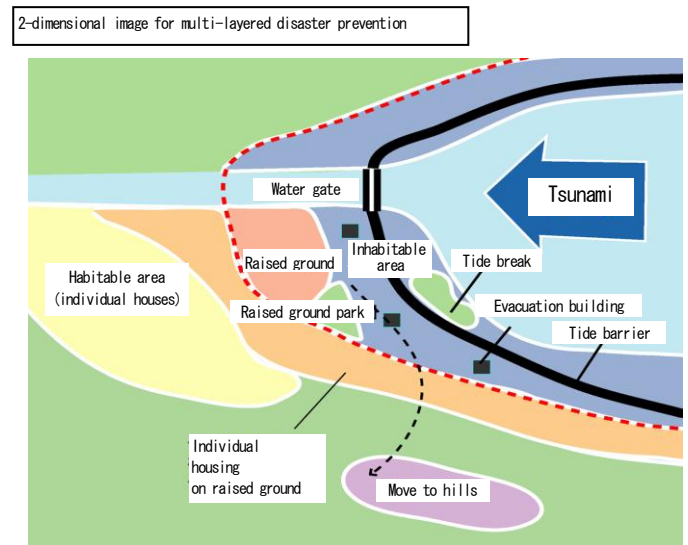 2-dimensional image for multi-layered disaster prevention
Water gate
Tsunami
Inhabitable
area
Raised ground
Tide break
Habitable area
(individual houses)
Evacuation building
Raised ground park
Tide barrier
Individual
housing
on raised ground
Move to hills